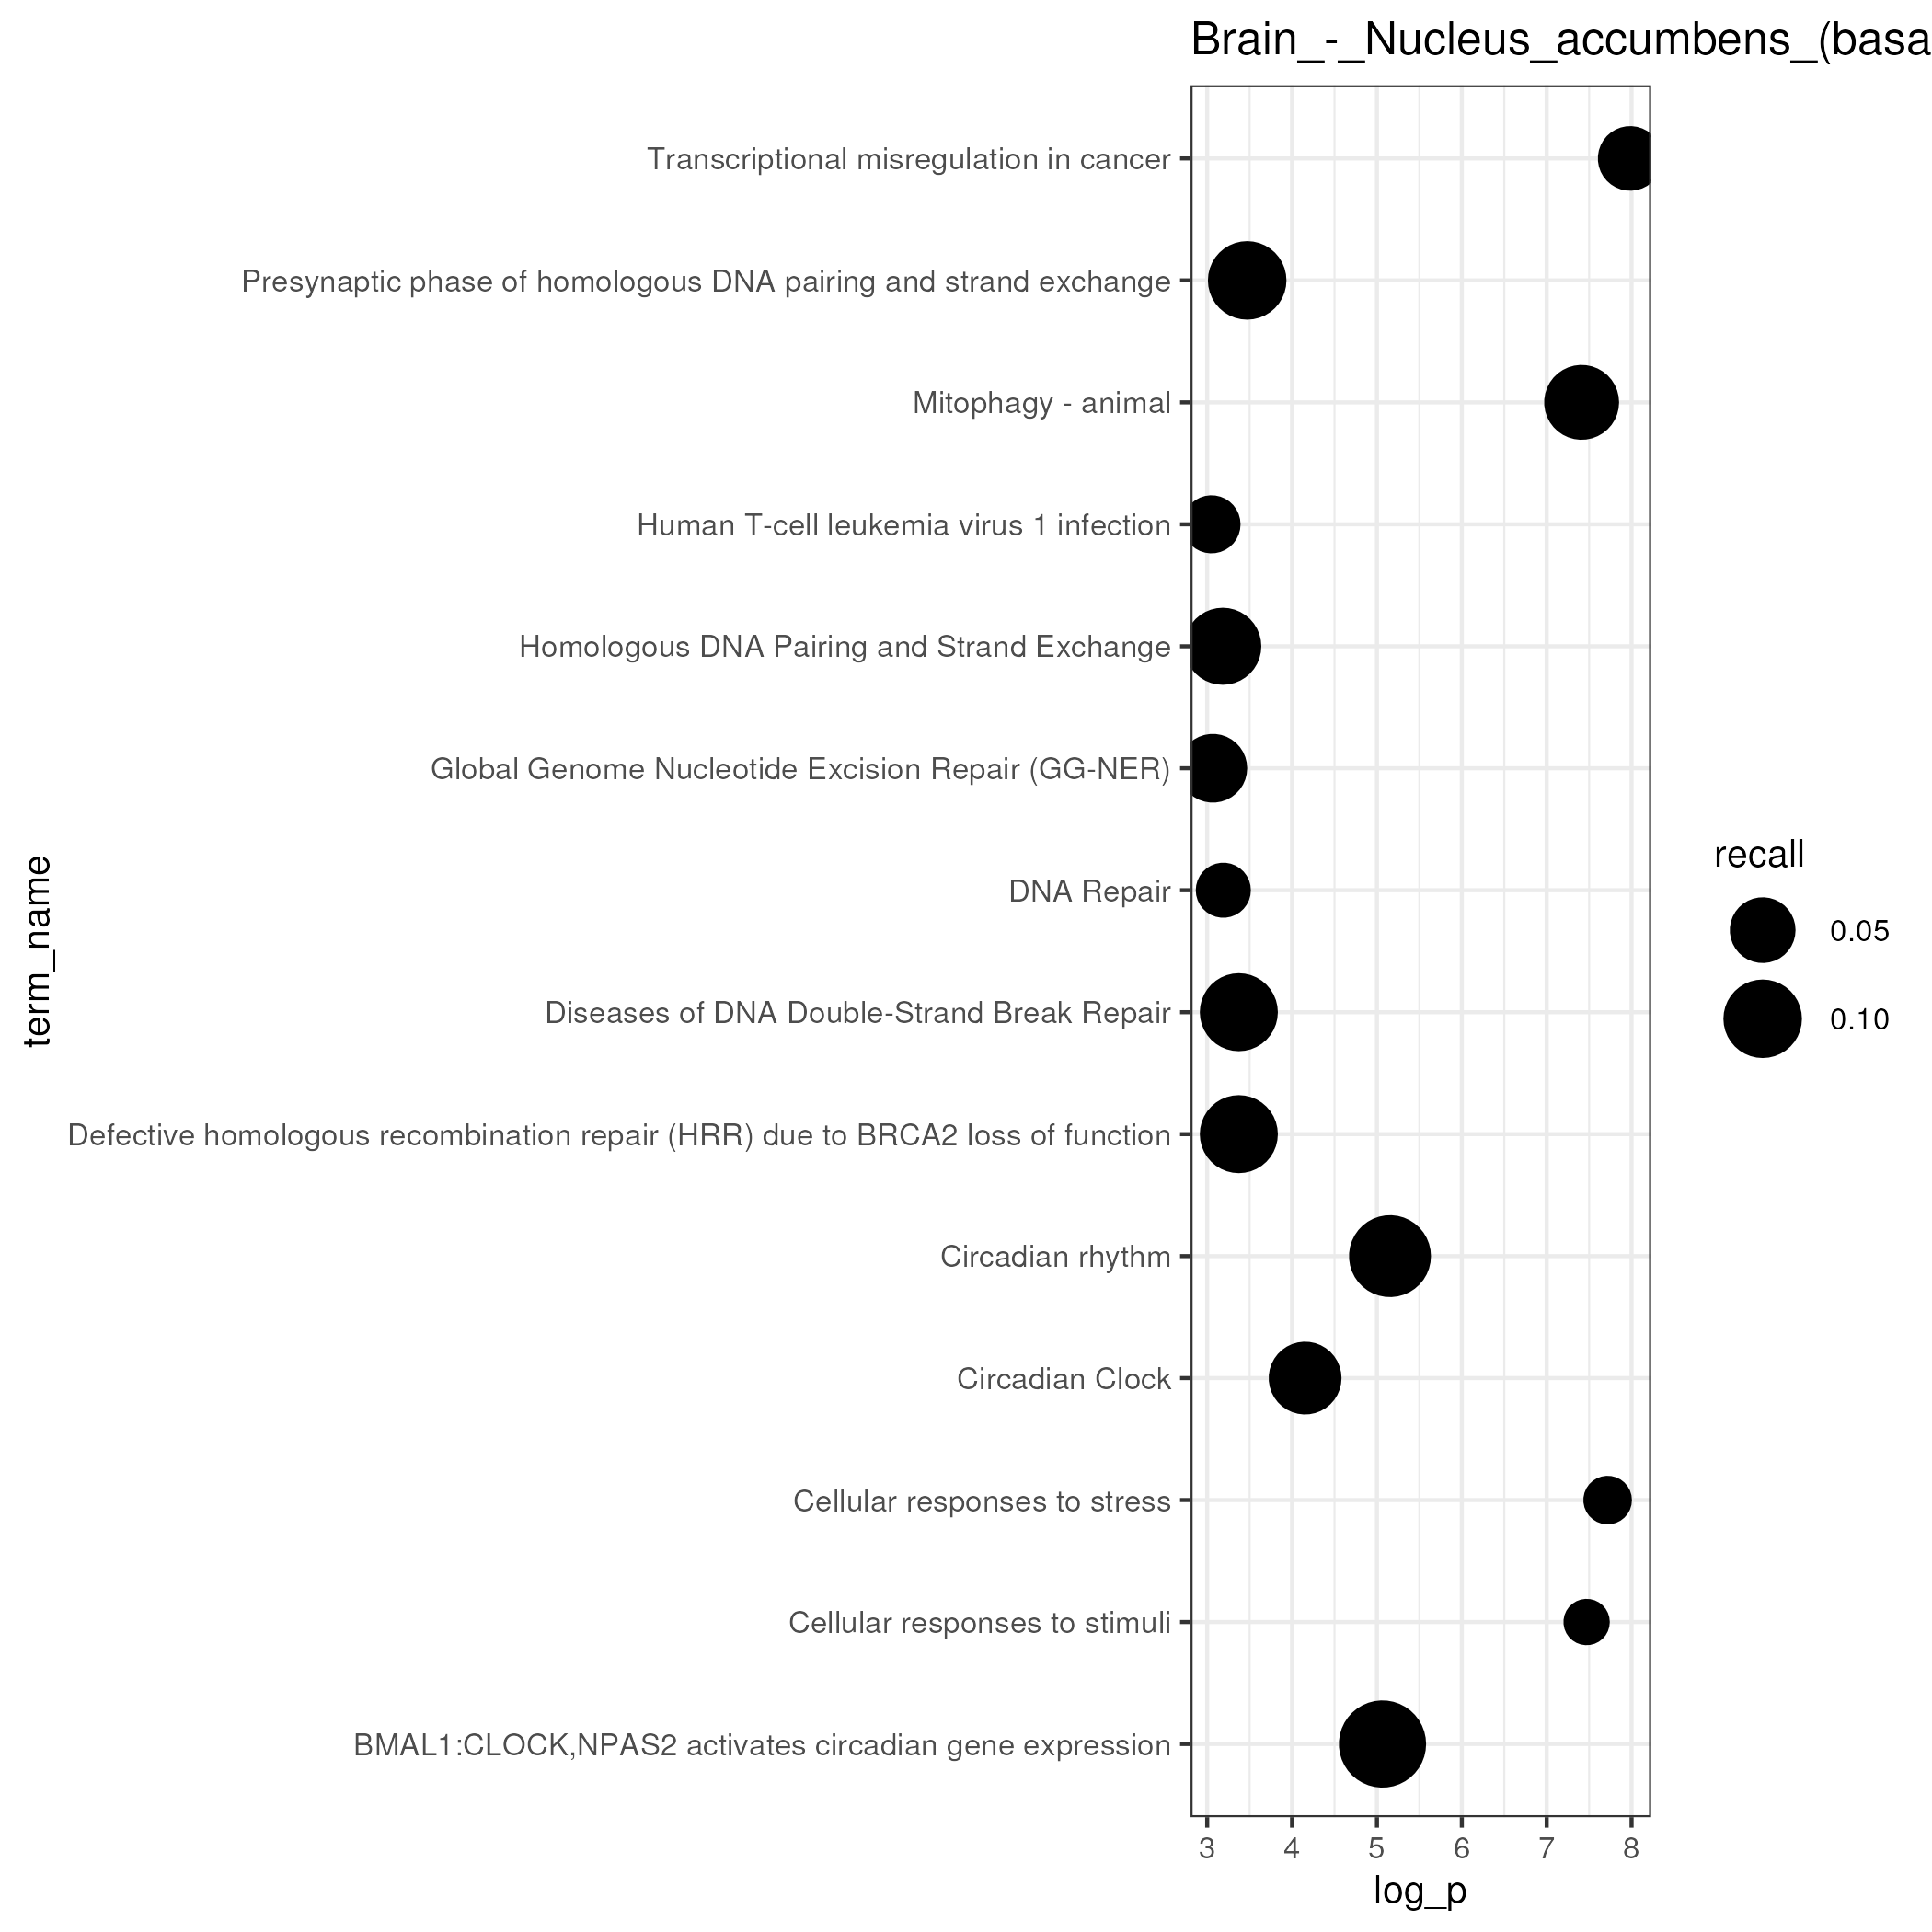 Brain_-_Nucleus_accumbens_(basa
Transcriptional misregulation in cancer
Presynaptic phase of homologous DNA pairing and strand exchange
Mitophagy - animal
Human T-cell leukemia virus 1 infection
Homologous DNA Pairing and Strand Exchange
Global Genome Nucleotide Excision Repair (GG-NER)
DNA Repair
Diseases of DNA Double-Strand Break Repair
Defective homologous recombination repair (HRR) due to BRCA2 loss of function
Circadian rhythm
Circadian Clock
Cellular responses to stress
Cellular responses to stimuli
BMAL1:CLOCK,NPAS2 activates circadian gene expression
term_name
3 4 5 6 7 8
log_p
recall
0.05
0.10